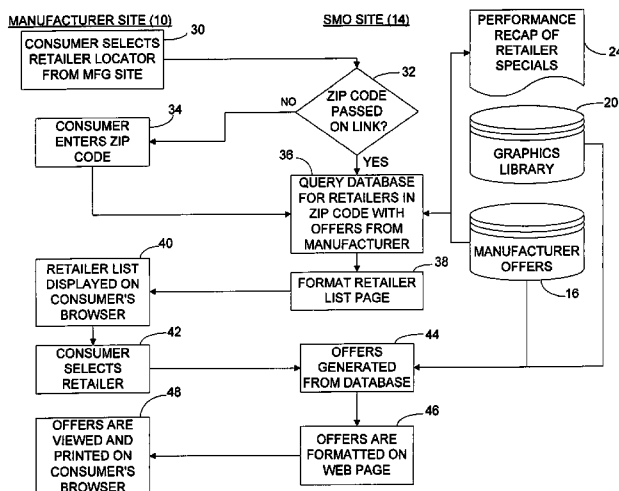 MANUFACTURER SITE (10)
SMO SITE (14)
30
CONSUMER SELECTS
RETAILER LOCATOR
FROM MFG SITE
32
ZIP CODE
PASSED
ON LINK?
NO
YES
34
CONSUMER
ENTERS ZIP
CODE
36
QUERY DATABASE
FOR RETAILERS IN
ZIP CODE WITH
OFFERS FROM
MANUFACTURER
PERFORMANCE
RECAP OF
RETAILER
SPECIALS
24
20
GRAPHICS
LIBRARY
MANUFACTURER
OFFERS
16
38
FORMAT RETAILER
LIST PAGE
40
RETAILER LIST
DISPLAYED ON
CONSUMER'S
BROWSER
42
CONSUMER
SELECTS
RETAILER
44
OFFERS
GENERATED
FROM DATABASE
46
OFFERS ARE
FORMATTED ON
WEB PAGE
48
OFFERS ARE
VIEWED AND
PRINTED ON
CONSUMER'S
BROWSER